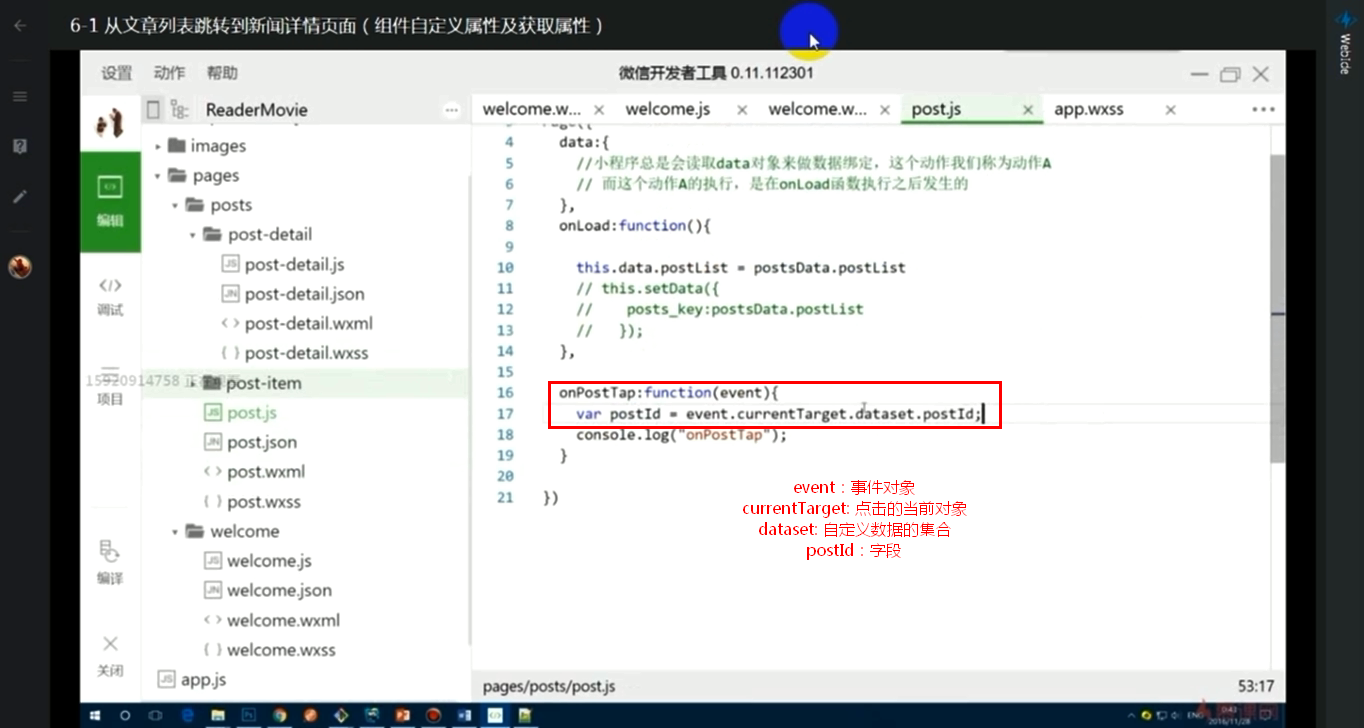 6-1 从文章列表跳转到新闻详情页面（组件自定义属性及获取属性）
WebIde
设置 动作 帮助
微信开发者工具 0.11.112301
ReaderMovie
welcome.w... welcome.js welcome.w... post.js app.wxss
编辑
调试
项目
编译
关闭
images
pages
posts
post-detail
post-detail.js
post-detail.json
post-detail.wxml
post-detail.wxss
post-item
post.js
post.json
post.wxml
post.wxss
welcome
welcome.js
welcome.json
welcome.wxml
welcome.wxss
app.js
4 data:{
5 //小程序总是会读取data对象来做数据绑定，这个动作我们称为动作A
6 // 而这个动作A的执行，是在onLoad函数执行之后发生的
7 },
8 onLoad:function(){
9
10 this.data.postList = postsData.postList
11 // this.setData({
12 // posts_key:postsData.postList
13 // });
14 },
15
16 onPostTap:function(event){
17 var postId = event.currentTarget.dataset.postId;
18 console.log("onPostTap");
19 }
20
21 })
event：事件对象
currentTarget: 点击的当前对象
dataset: 自定义数据的集合
postId：字段
15920914758
pages/posts/post.js
53:17
ENG
0:43
2016/11/28